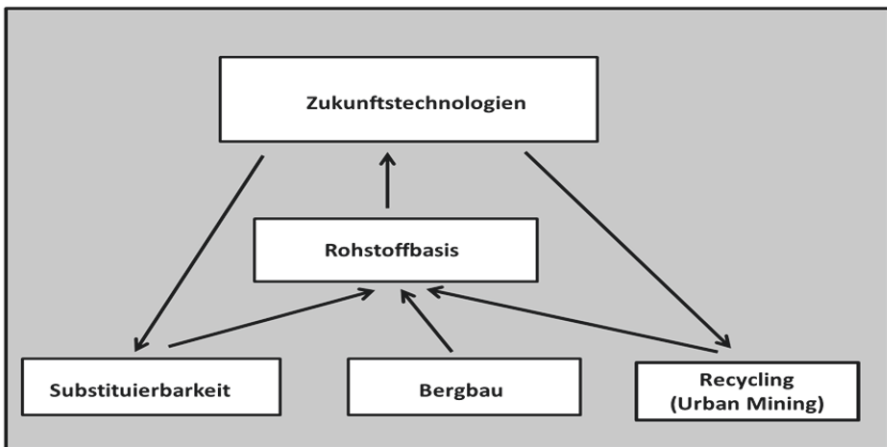 Zukunftstechnologien
Rohstoffbasis
Substituierbarkeit
Bergbau
Recycling
(Urban Mining)